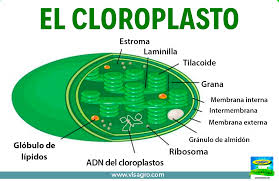 EL CLOROPLASTO
Estroma
Laminilla
Tilacoide
Grana
Membrana interna
Intermembrana
Membrana externa
Gránulo de almidón
Ribosoma
ADN del cloroplastos
Glóbulo de
lípidos
www.visagro.com